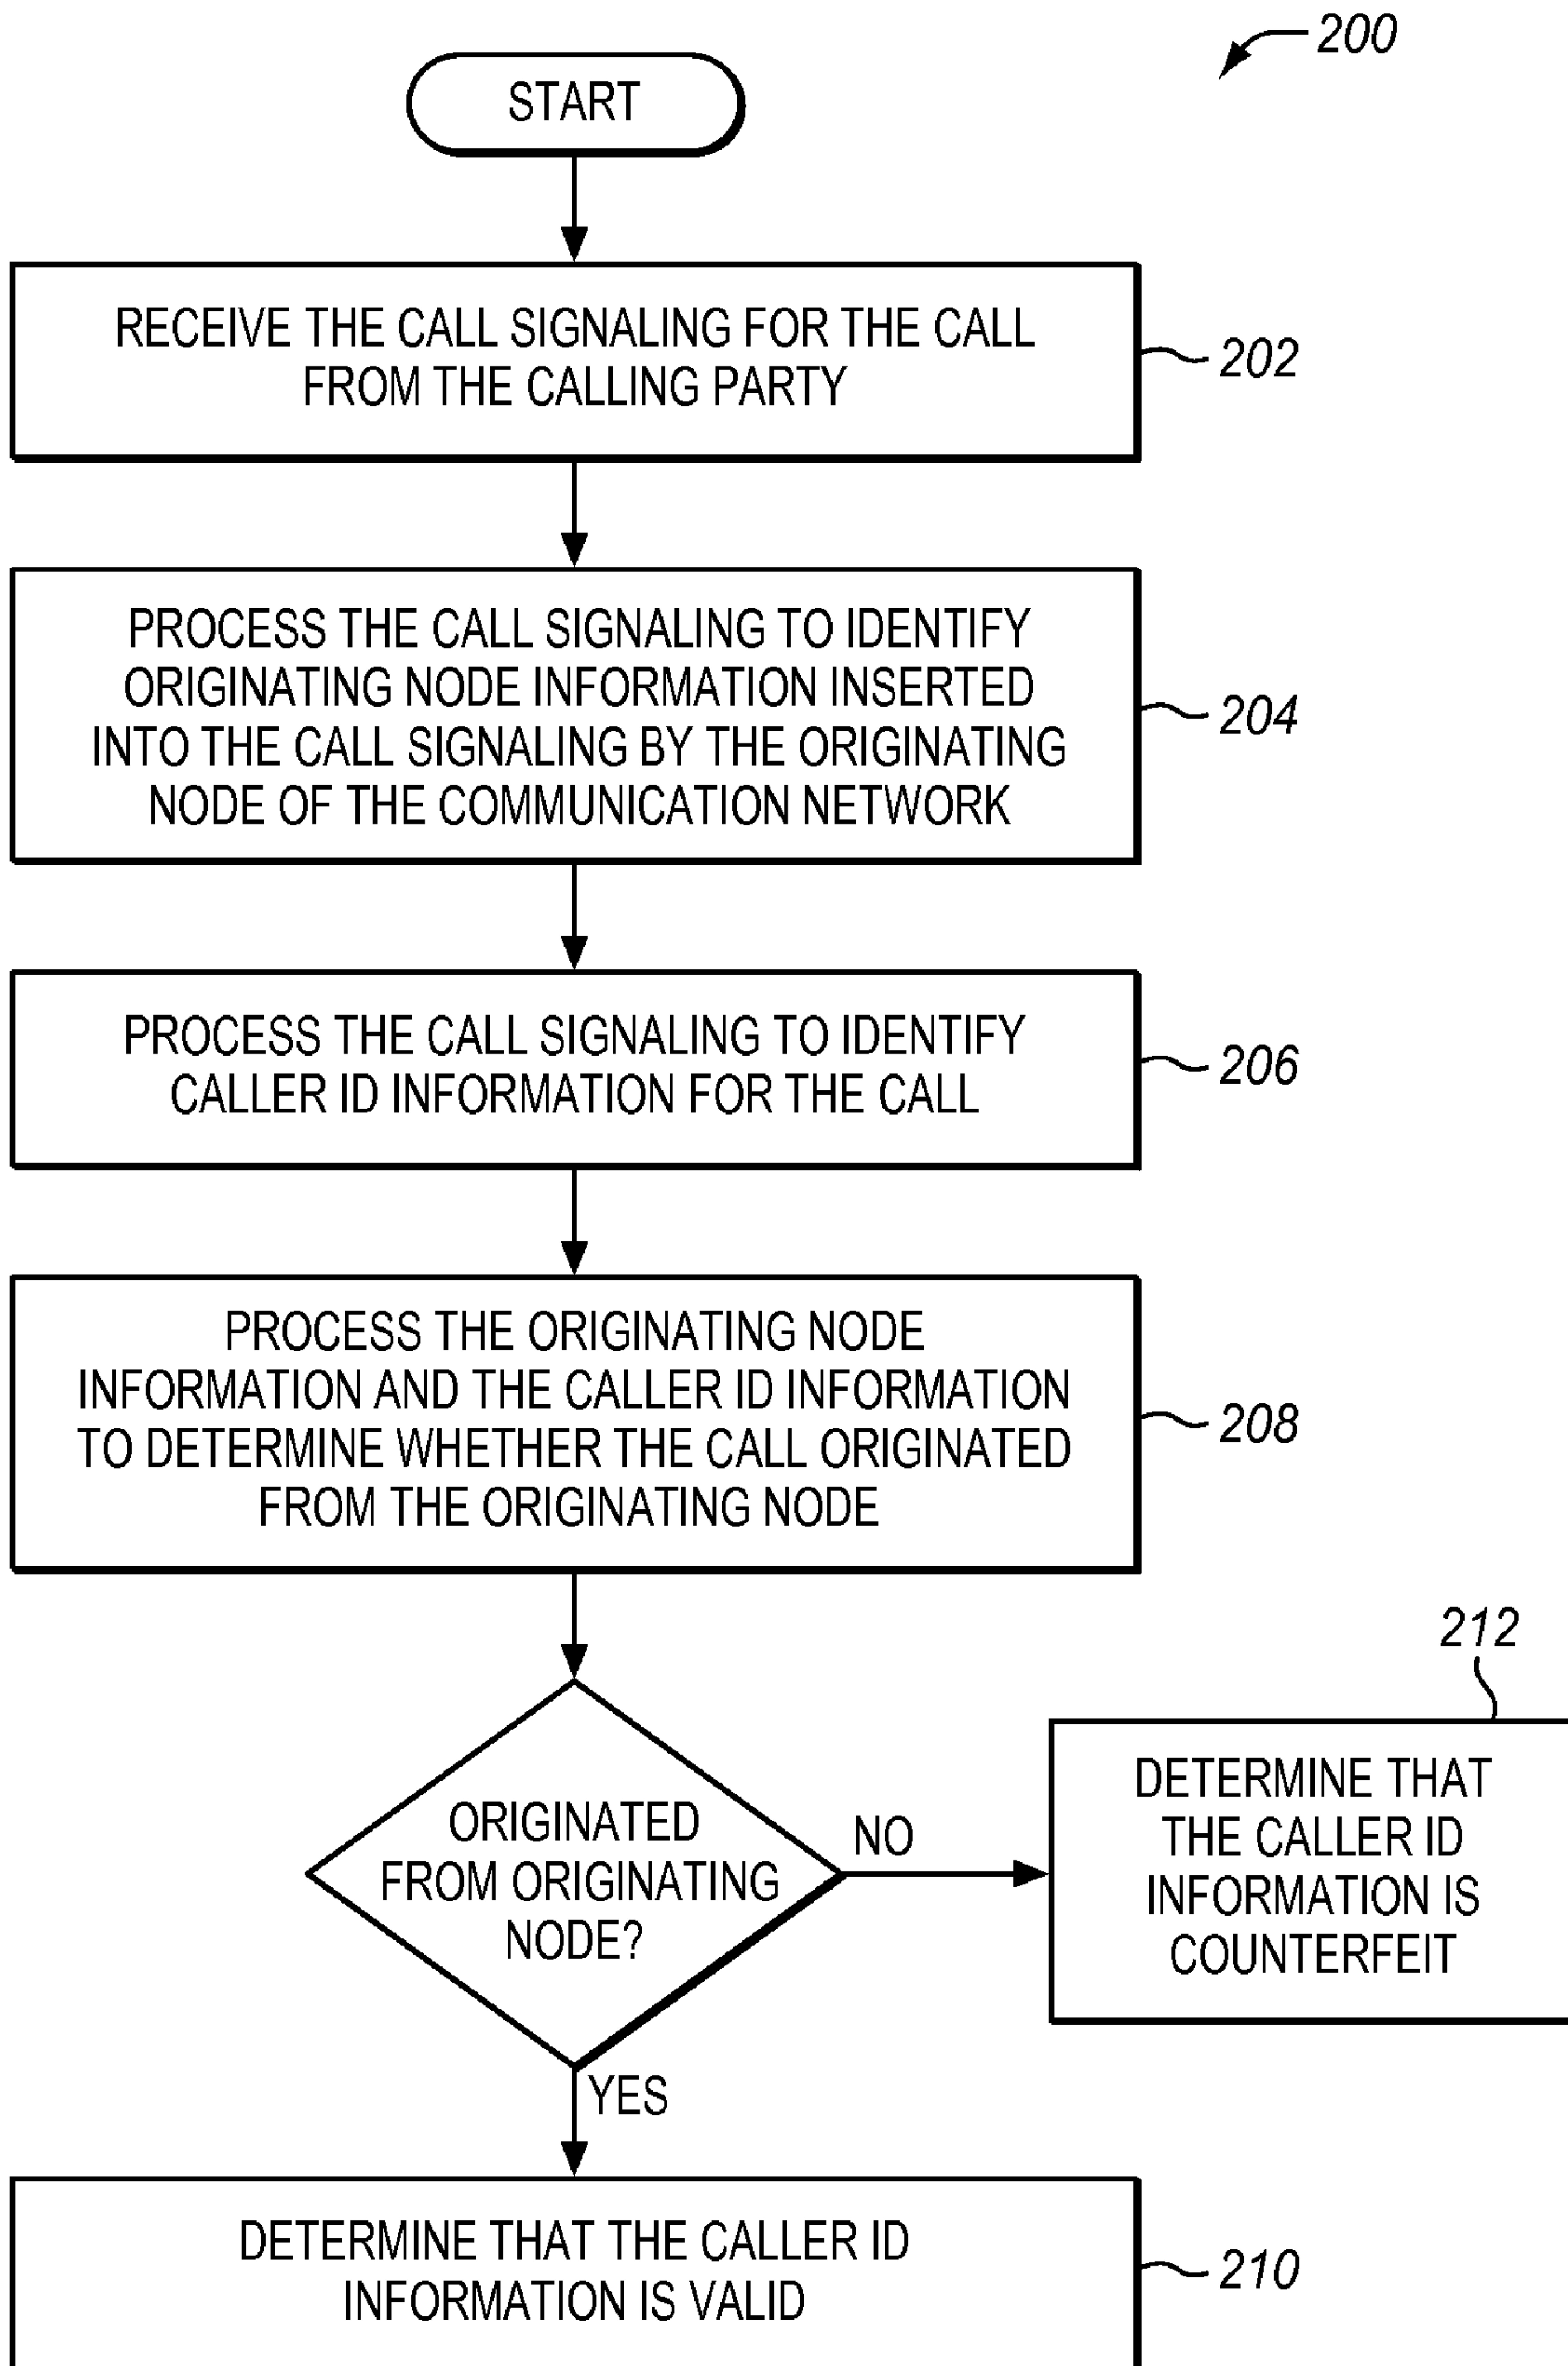 200
START
RECEIVE THE CALL SIGNALING FOR THE CALL
FROM THE CALLING PARTY
202
PROCESS THE CALL SIGNALING TO IDENTIFY
ORIGINATING NODE INFORMATION INSERTED
INTO THE CALL SIGNALING BY THE ORIGINATING
NODE OF THE COMMUNICATION NETWORK
204
PROCESS THE CALL SIGNALING TO IDENTIFY
CALLER ID INFORMATION FOR THE CALL
206
PROCESS THE ORIGINATING NODE
INFORMATION AND THE CALLER ID INFORMATION
TO DETERMINE WHETHER THE CALL ORIGINATED
FROM THE ORIGINATING NODE
208
ORIGINATED
FROM ORIGINATING
NODE?
NO
212
DETERMINE THAT
THE CALLER ID
INFORMATION IS
COUNTERFEIT
YES
DETERMINE THAT THE CALLER ID
INFORMATION IS VALID
210